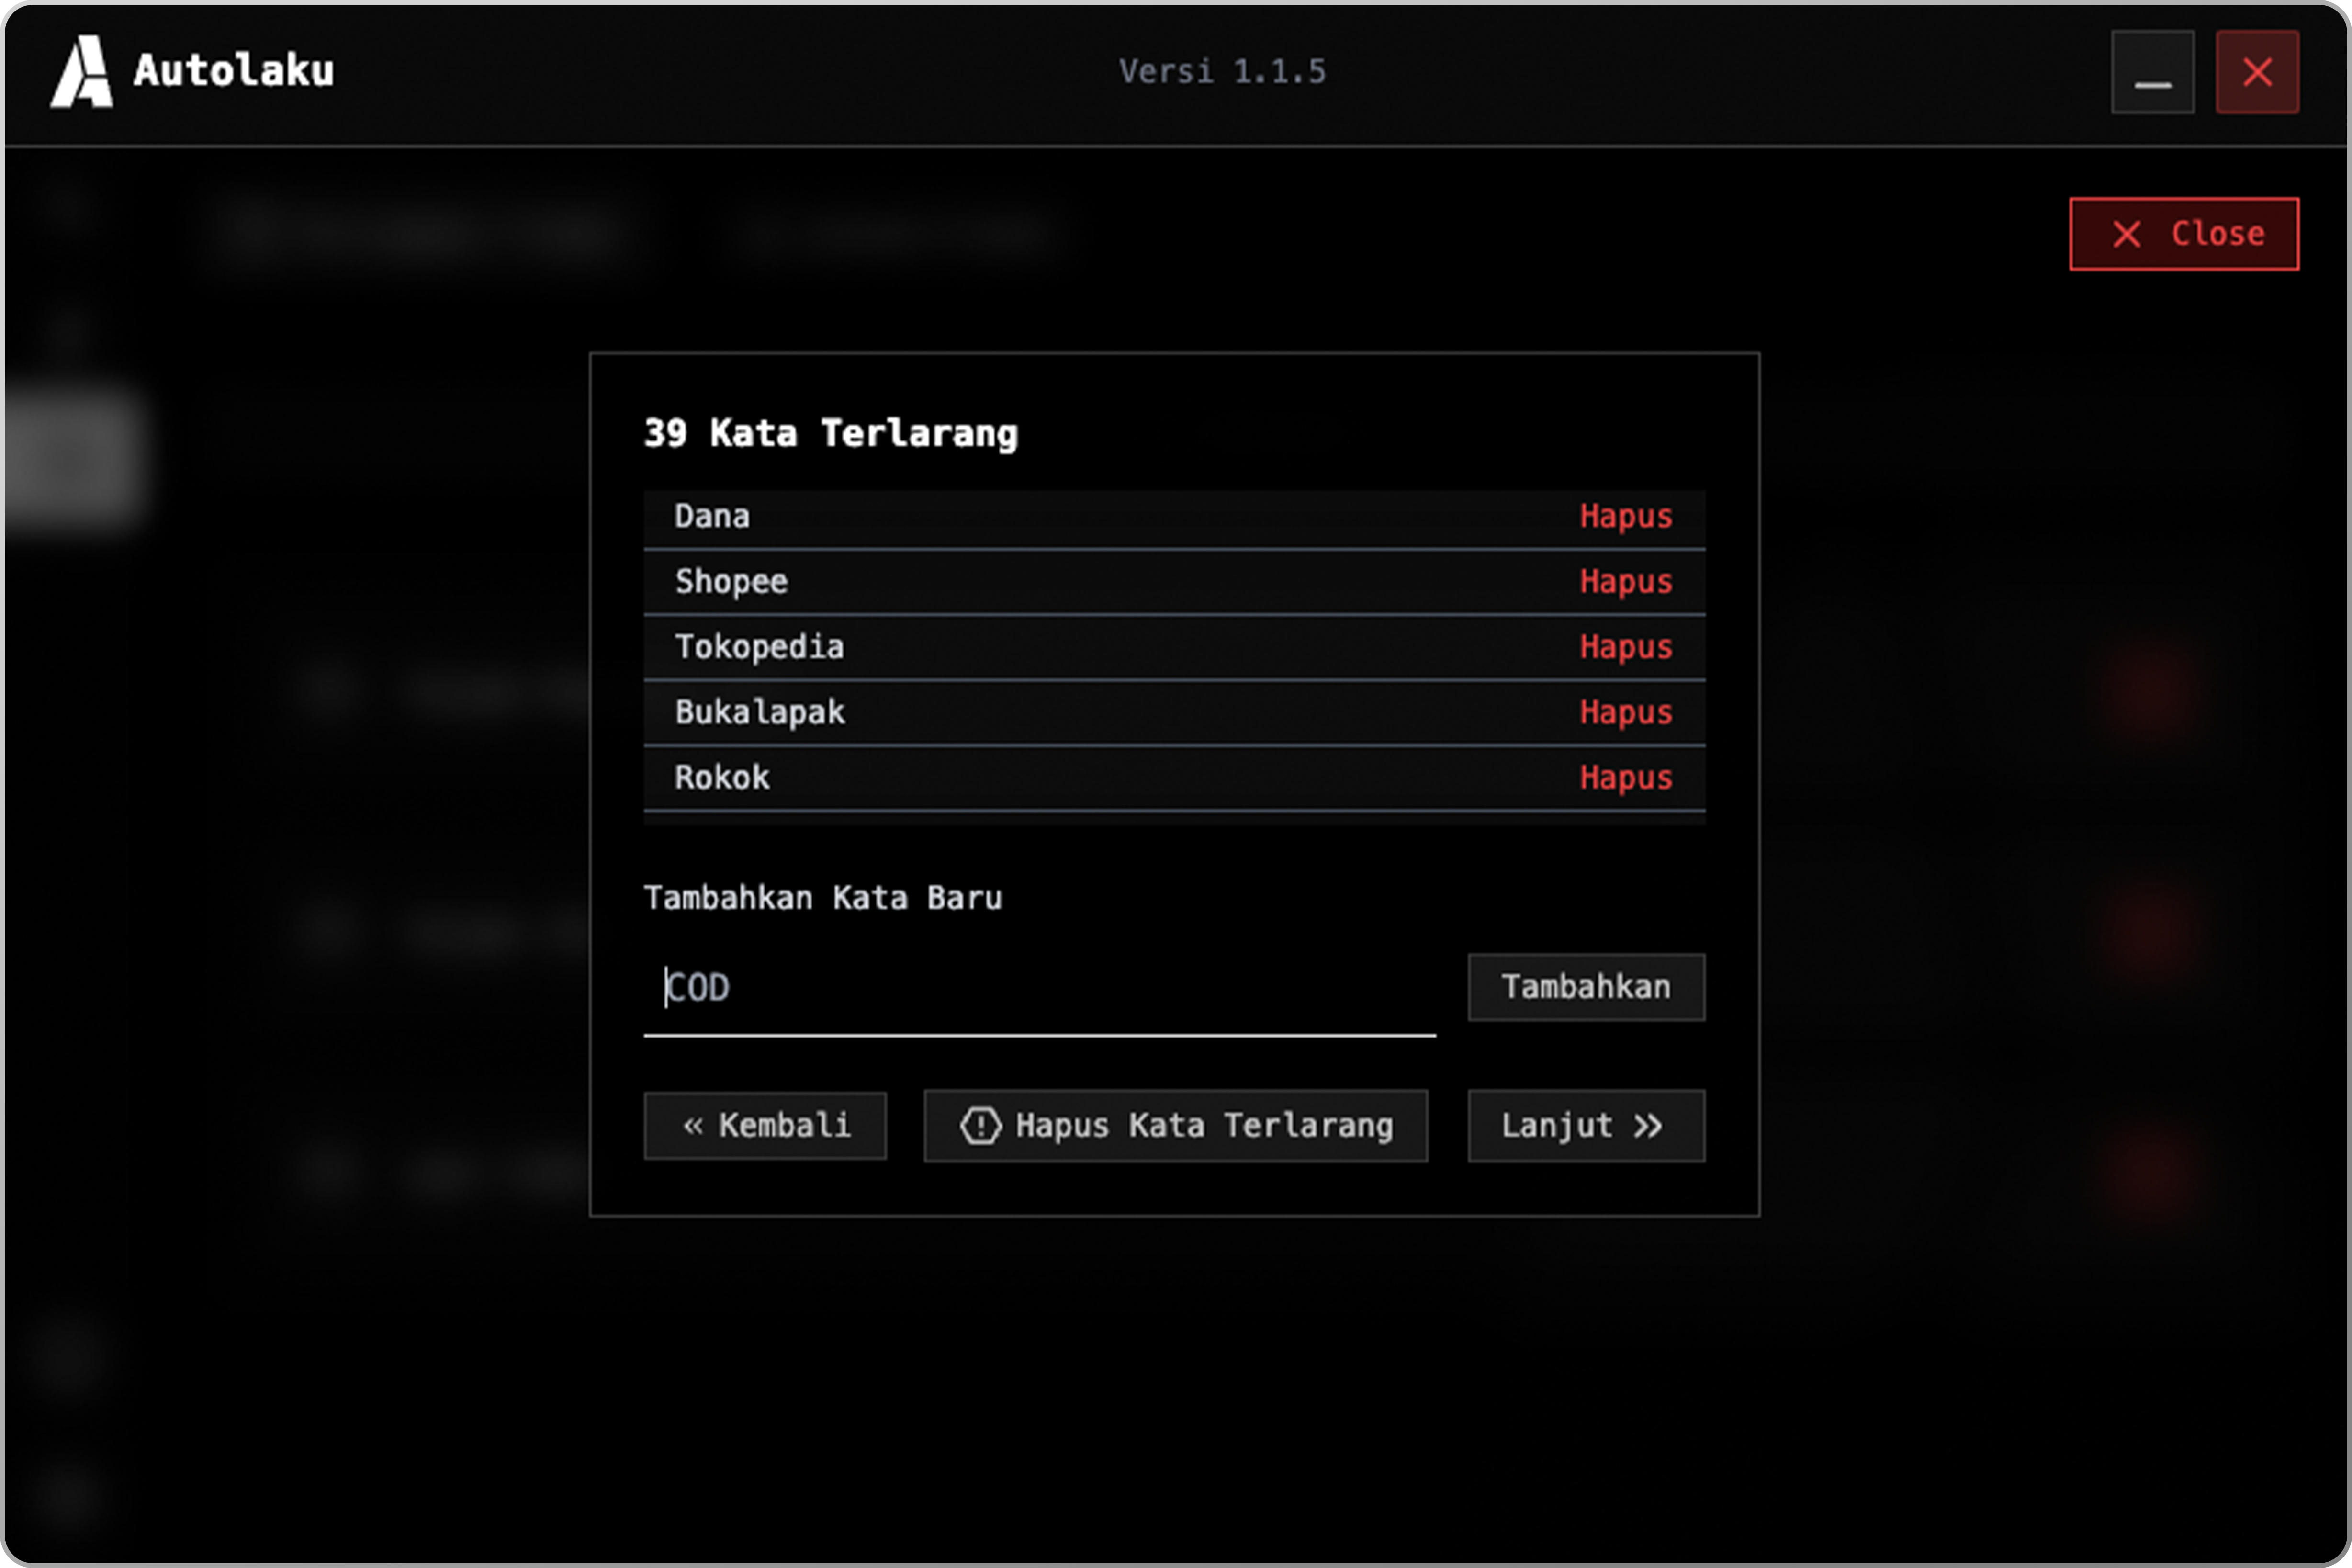 Autolaku
Versi 1.1.5
Close
39 Kata Terlarang
Dana Hapus
Shopee Hapus
Tokopedia Hapus
Bukalapak Hapus
Rokok Hapus
Tambahkan Kata Baru
COD Tambahkan
« Kembali Hapus Kata Terlarang Lanjut »